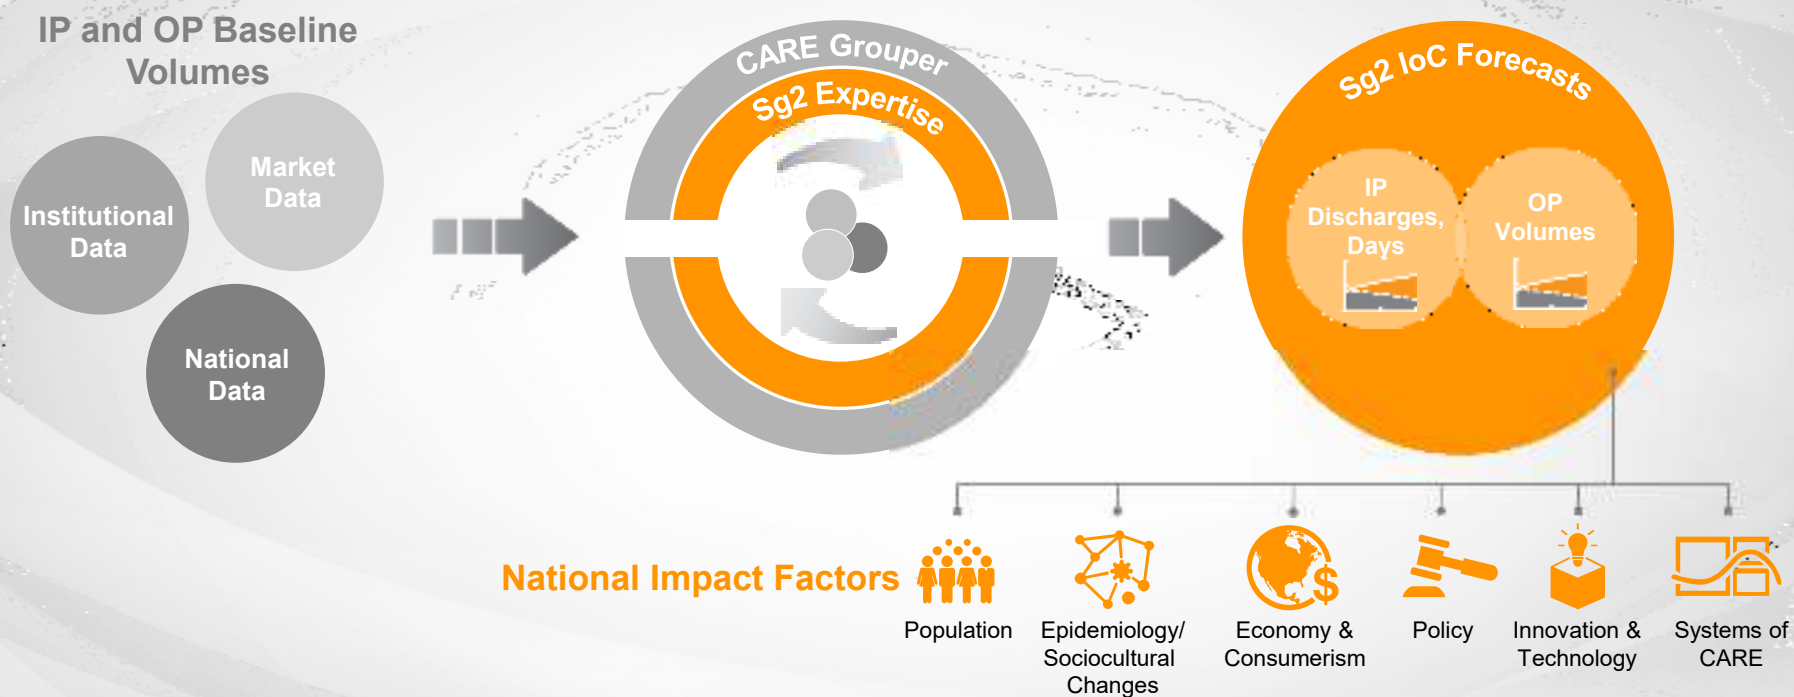 IP and OP Baseline
Volumes
Institutional
Data
Market
Data
National
Data
CARE Grouper
Sg2 Expertise
Sg2 IoC Forecasts
IP
Discharges,
Days
OP
Volumes
National Impact Factors
Population
Epidemiology/
Sociocultural
Changes
Economy &
Consumerism
Policy
Innovation &
Technology
Systems of
CARE